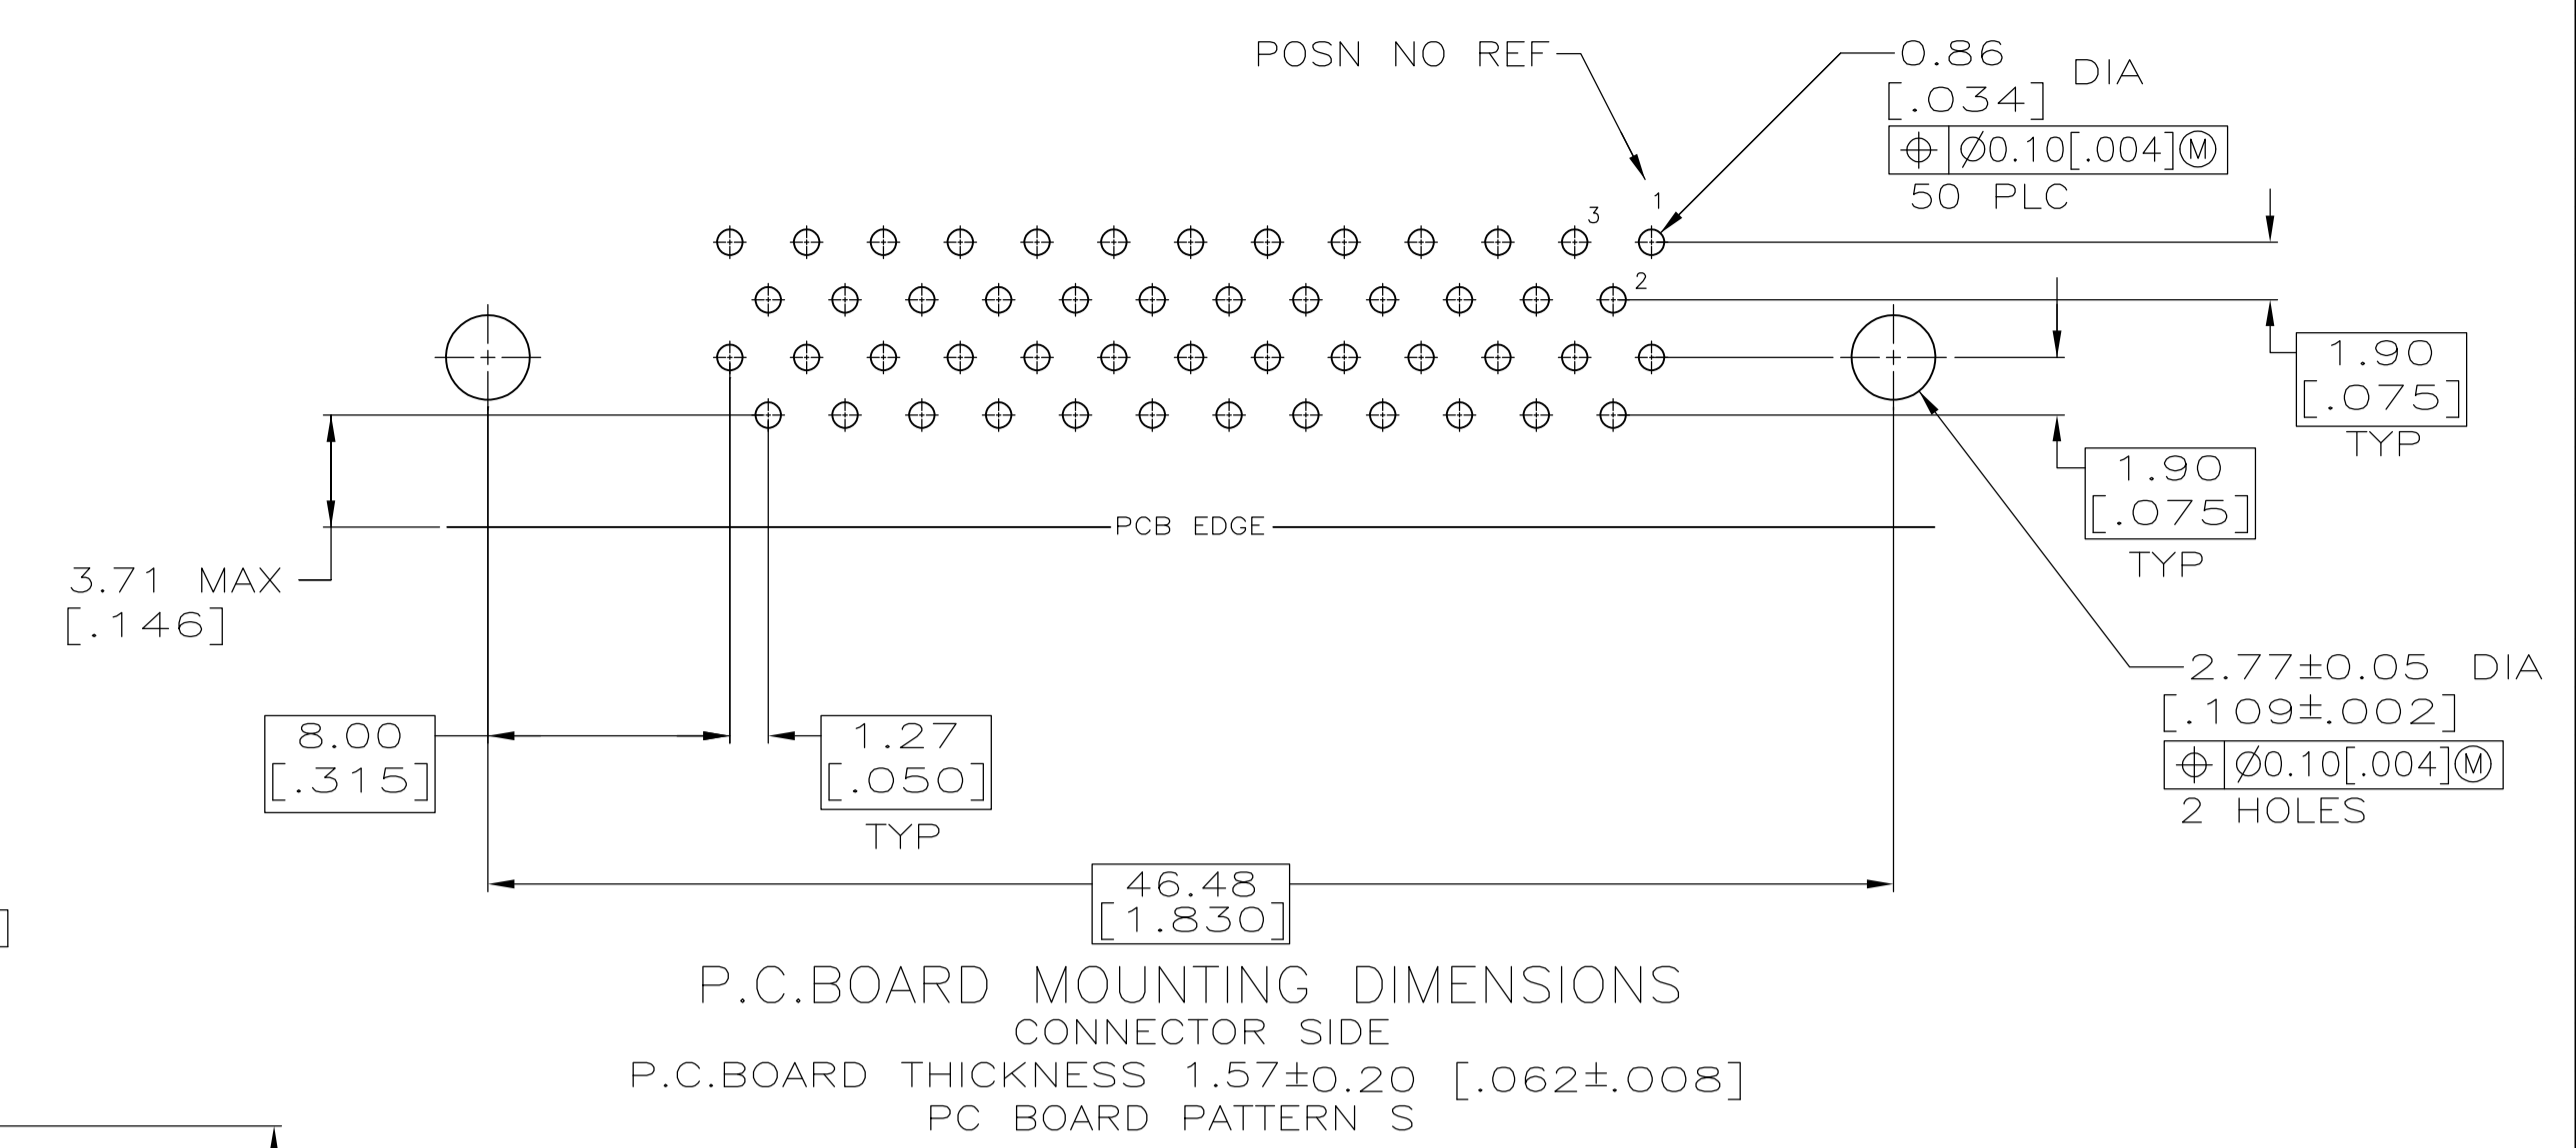 POSN NO REF
0.86
[.034]
DIA
⌖ Ø0.10[.004]Ⓜ
50 PLC
1
3
2
1.90
[.075]
TYP
1.90
[.075]
TYP
PCB EDGE
3.71 MAX
[.146]
2.77±0.05 DIA
[.109±.002]
⌖ Ø0.10[.004]Ⓜ
2 HOLES
8.00
[.315]
1.27
[.050]
TYP
46.48
[1.830]
P.C.BOARD MOUNTING DIMENSIONS
CONNECTOR SIDE
P.C.BOARD THICKNESS 1.57±0.20 [.062±.008]
PC BOARD PATTERN S
]